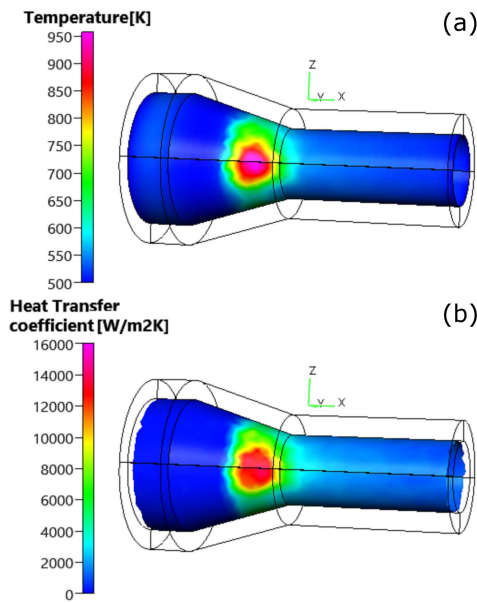 Temperature[K]
(a)
950
900
850
800
750
700
650
600
550
500
Z
Y X
Heat Transfer
coefficient [W/m2K]
(b)
16000
14000
12000
10000
8000
6000
4000
2000
0
Z
Y X